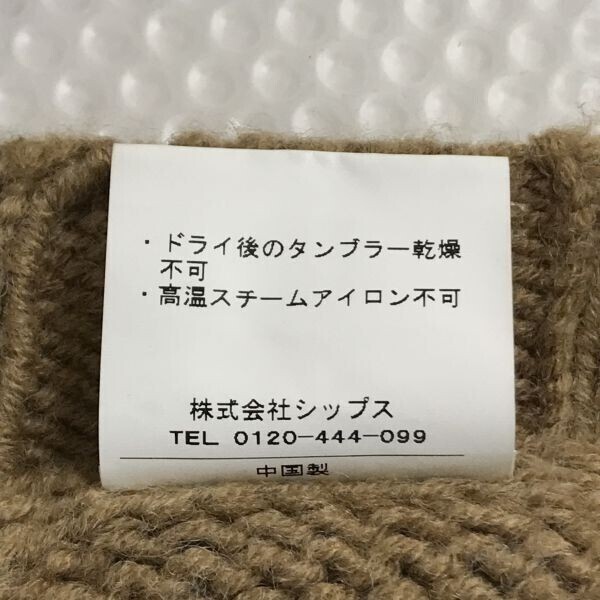 ・ドライ後のタンブラー乾燥
不可
・高温スチームアイロン不可
株式会社シップス
TEL 0120-444-099
中国製